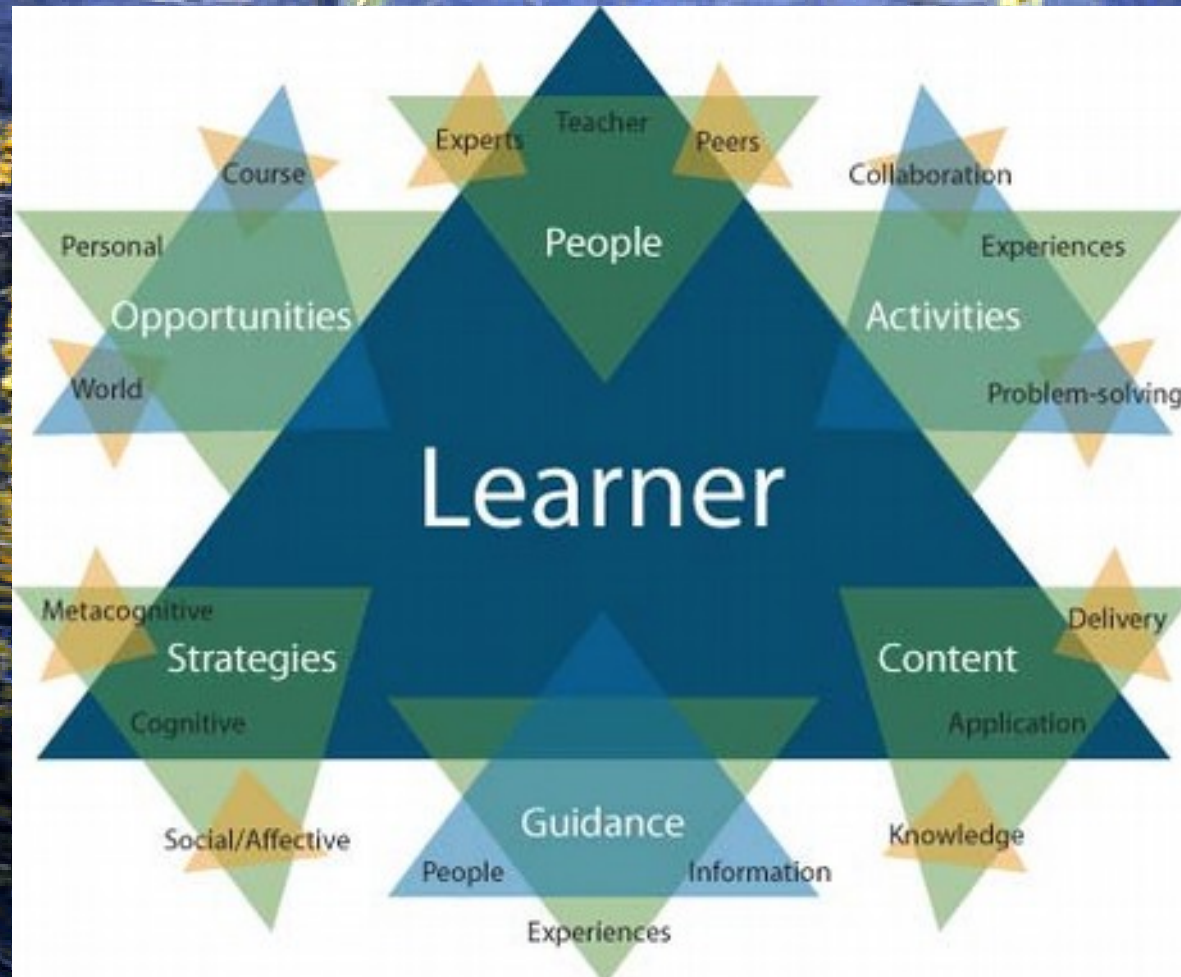 Teacher
Experts
Peers
People
Course
Personal
Opportunities
World
Collaboration
Experiences
Activities
Problem-solving
Learner
Metacognitive
Strategies
Cognitive
Social/Affective
Guidance
People
Information
Experiences
Delivery
Content
Application
Knowledge